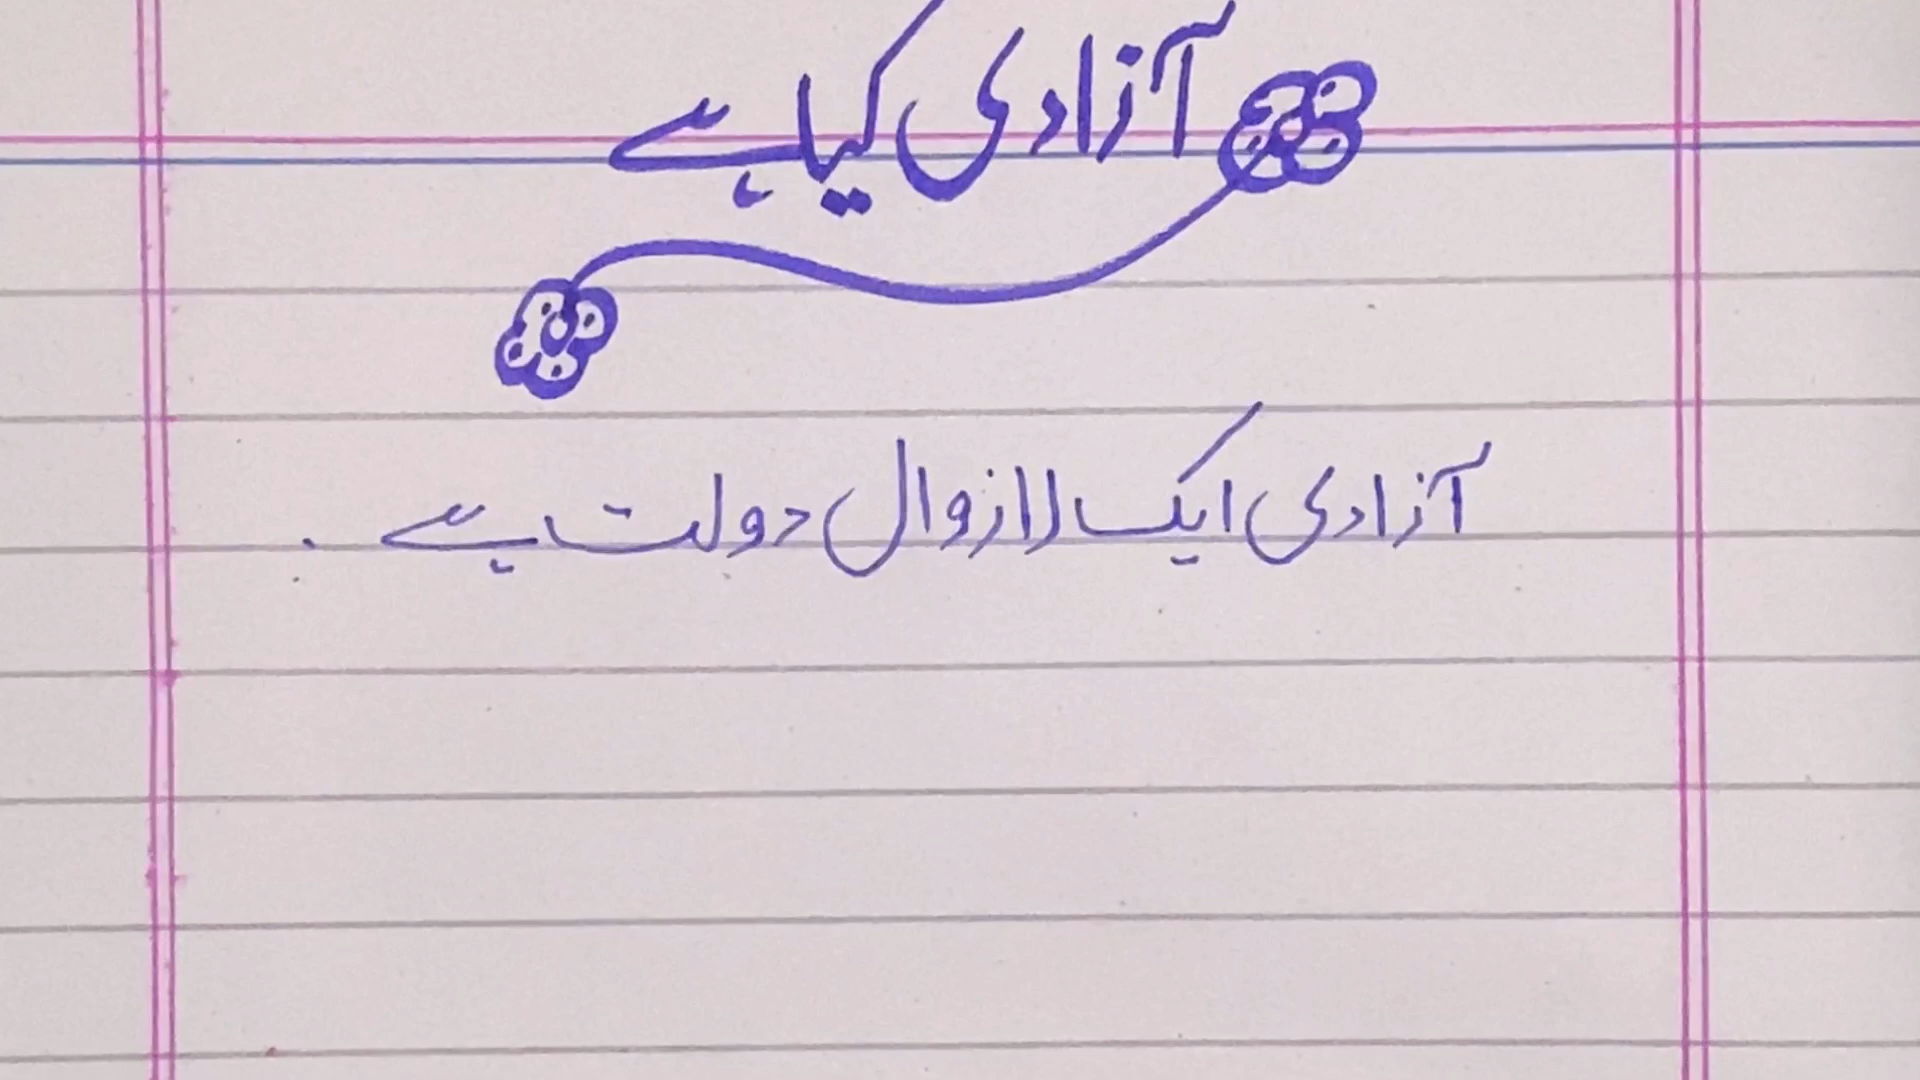 آزادی کیا ہے
آزادی ایک لازوال دولت ہے.